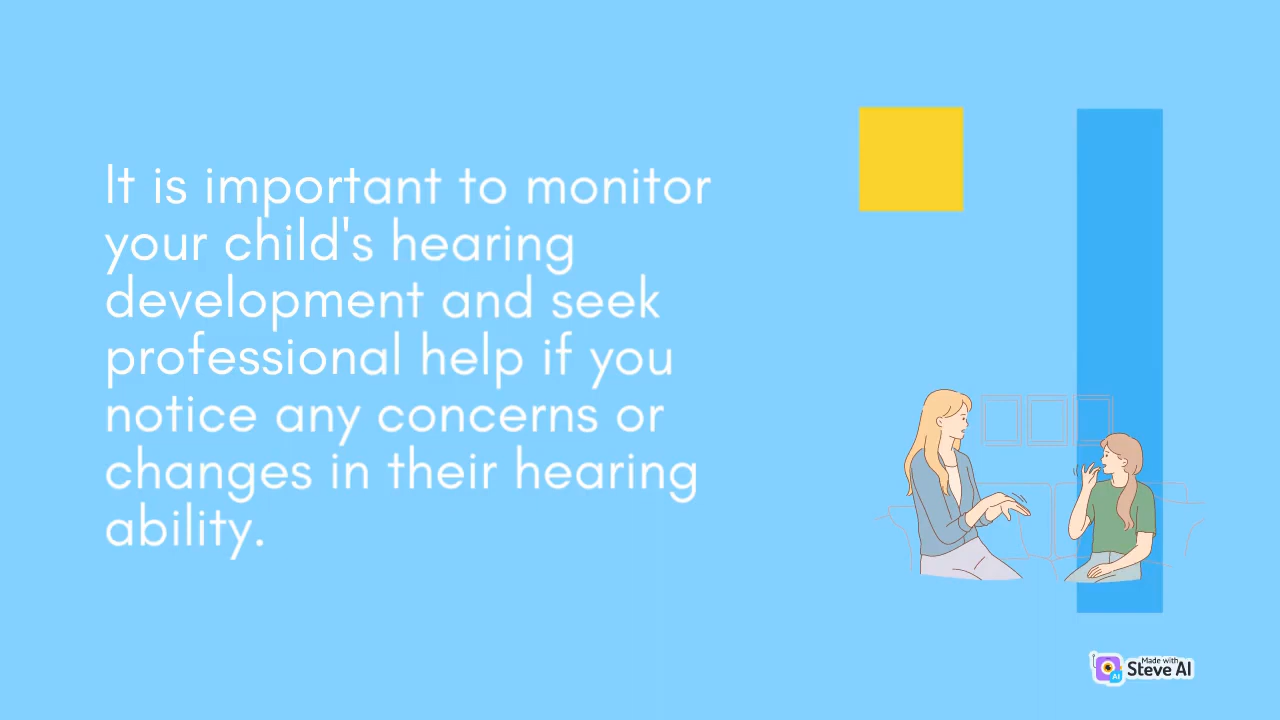 It is important to monitor
your child's hearing
development and seek
professional help if you
notice any concerns or
changes in their hearing
ability.
Made with
Steve AI
AI